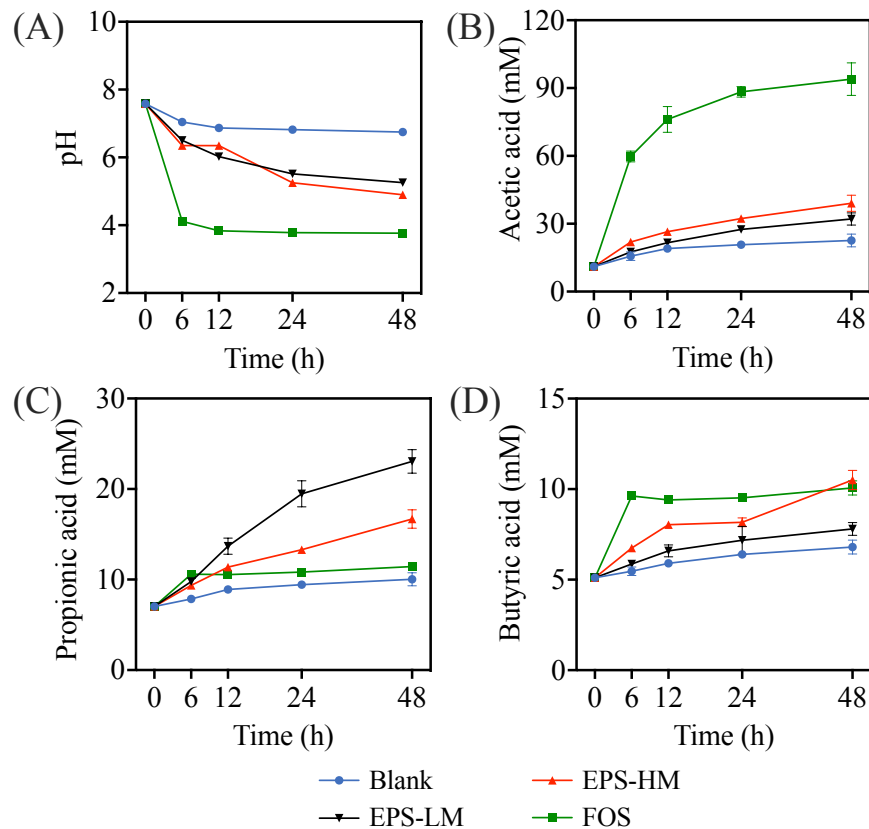 (A)
10
8
6
4
2
pH
0 6 12 24 48
Time (h)
(B)
120
90
60
30
0
Acetic acid (mM)
0 6 12 24 48
Time (h)
(C)
30
20
10
0
Propionic acid (mM)
0 6 12 24 48
Time (h)
(D)
15
10
5
0
Butyric acid (mM)
0 6 12 24 48
Time (h)
Blank
EPS-HM
EPS-LM
FOS